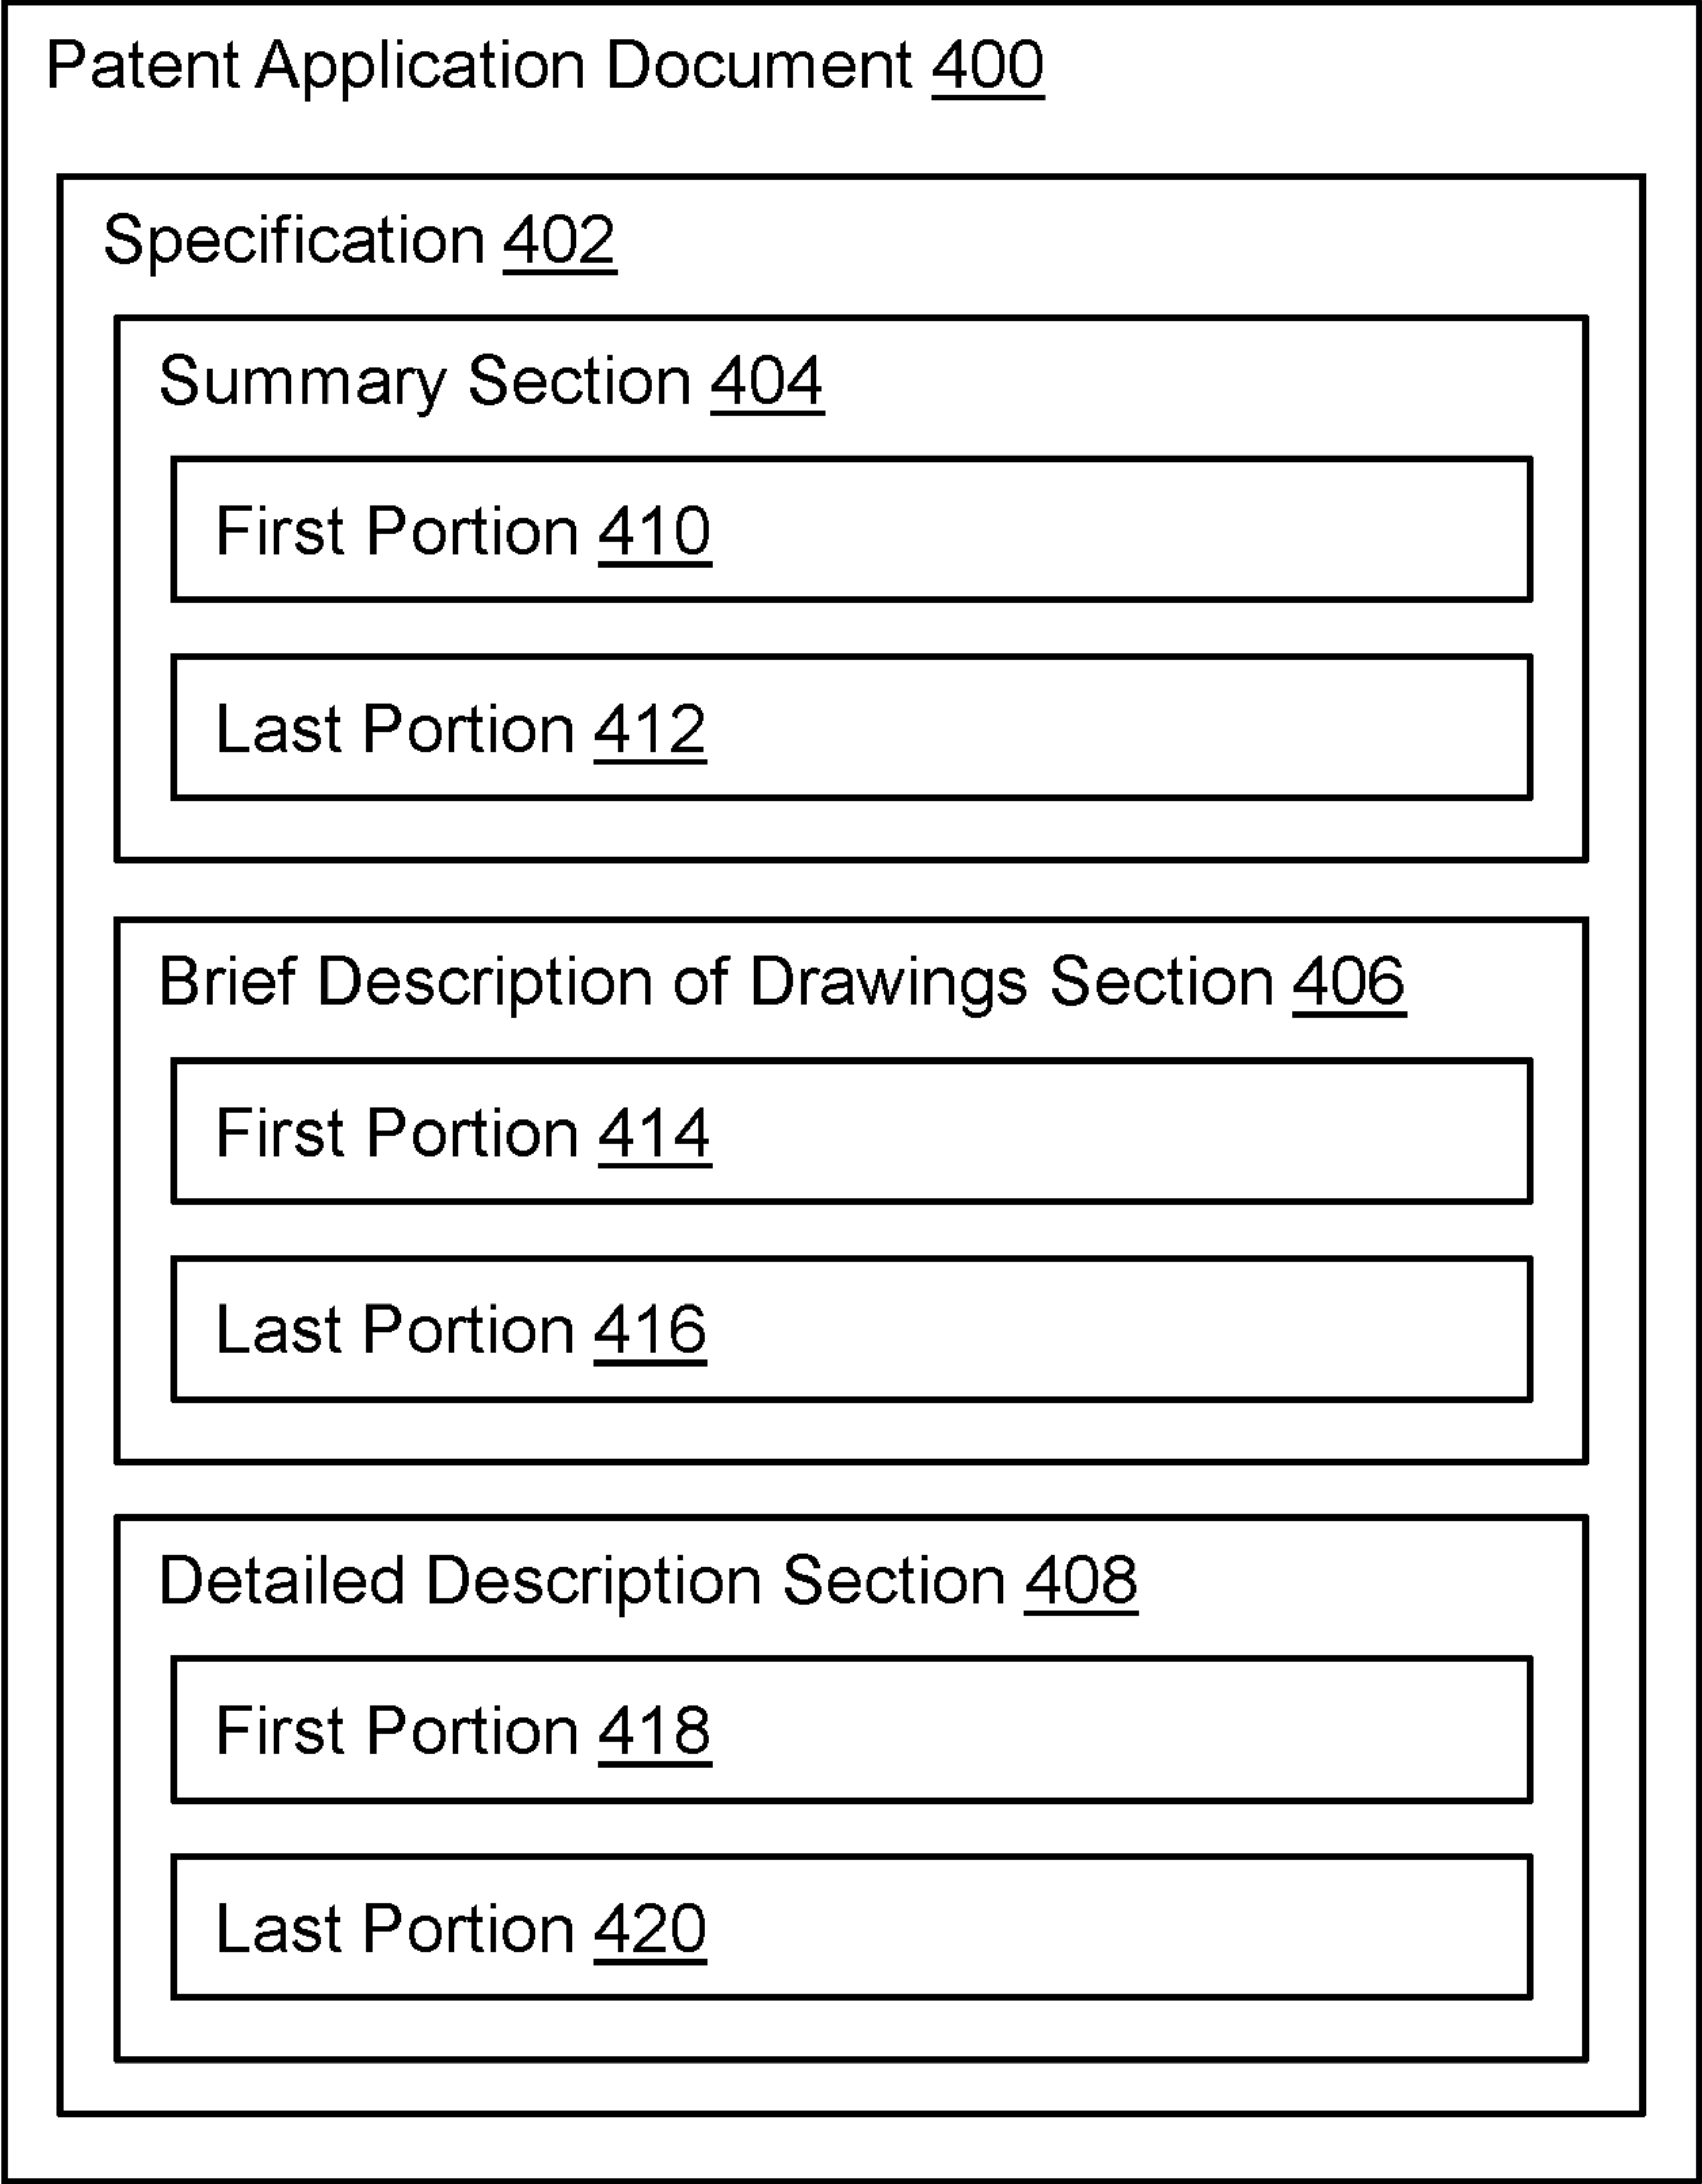 Patent Application Document 400
Specification 402
Summary Section 404
First Portion 410
Last Portion 412
Brief Description of Drawings Section 406
First Portion 414
Last Portion 416
Detailed Description Section 408
First Portion 418
Last Portion 420